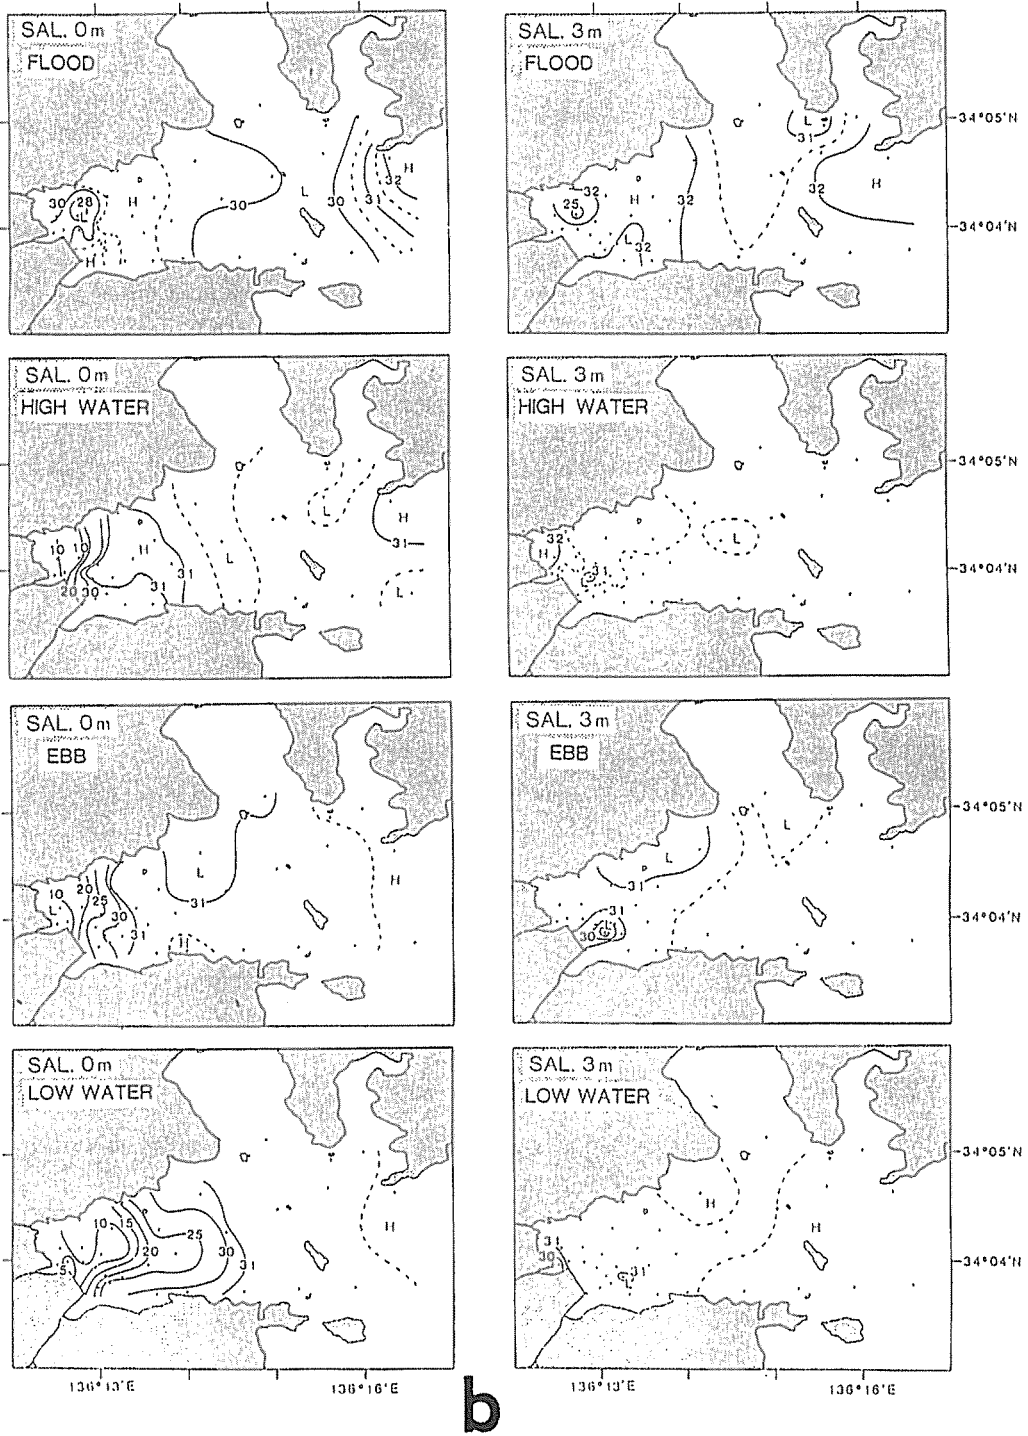 SAL. 0m
FLOOD
30
28
L
H
H
30
L
30
31
32
H
SAL. 3m
FLOOD
L
31
34°05'N
32
25
H
32
32
H
L
32
34°04'N
SAL. 0m
HIGH WATER
10
10
20
30
H
31
31
L
L
H
31
L
SAL. 3m
HIGH WATER
34°05'N
32
H
31
L
34°04'N
SAL. 0m
EBB
10
L
20
25
30
31
L
31
H
H
SAL. 3m
EBB
L
34°05'N
L
31
31
30
L
34°04'N
SAL. 0m
LOW WATER
10
15
20
25
30
31
5
H
SAL. 3m
LOW WATER
34°05'N
H
H
31
30
31
L
34°04'N
136°13'E
136°16'E
136°13'E
136°16'E
b